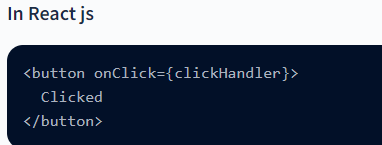 In React js
<button onClick={clickHandler}>
  Clicked
</button>